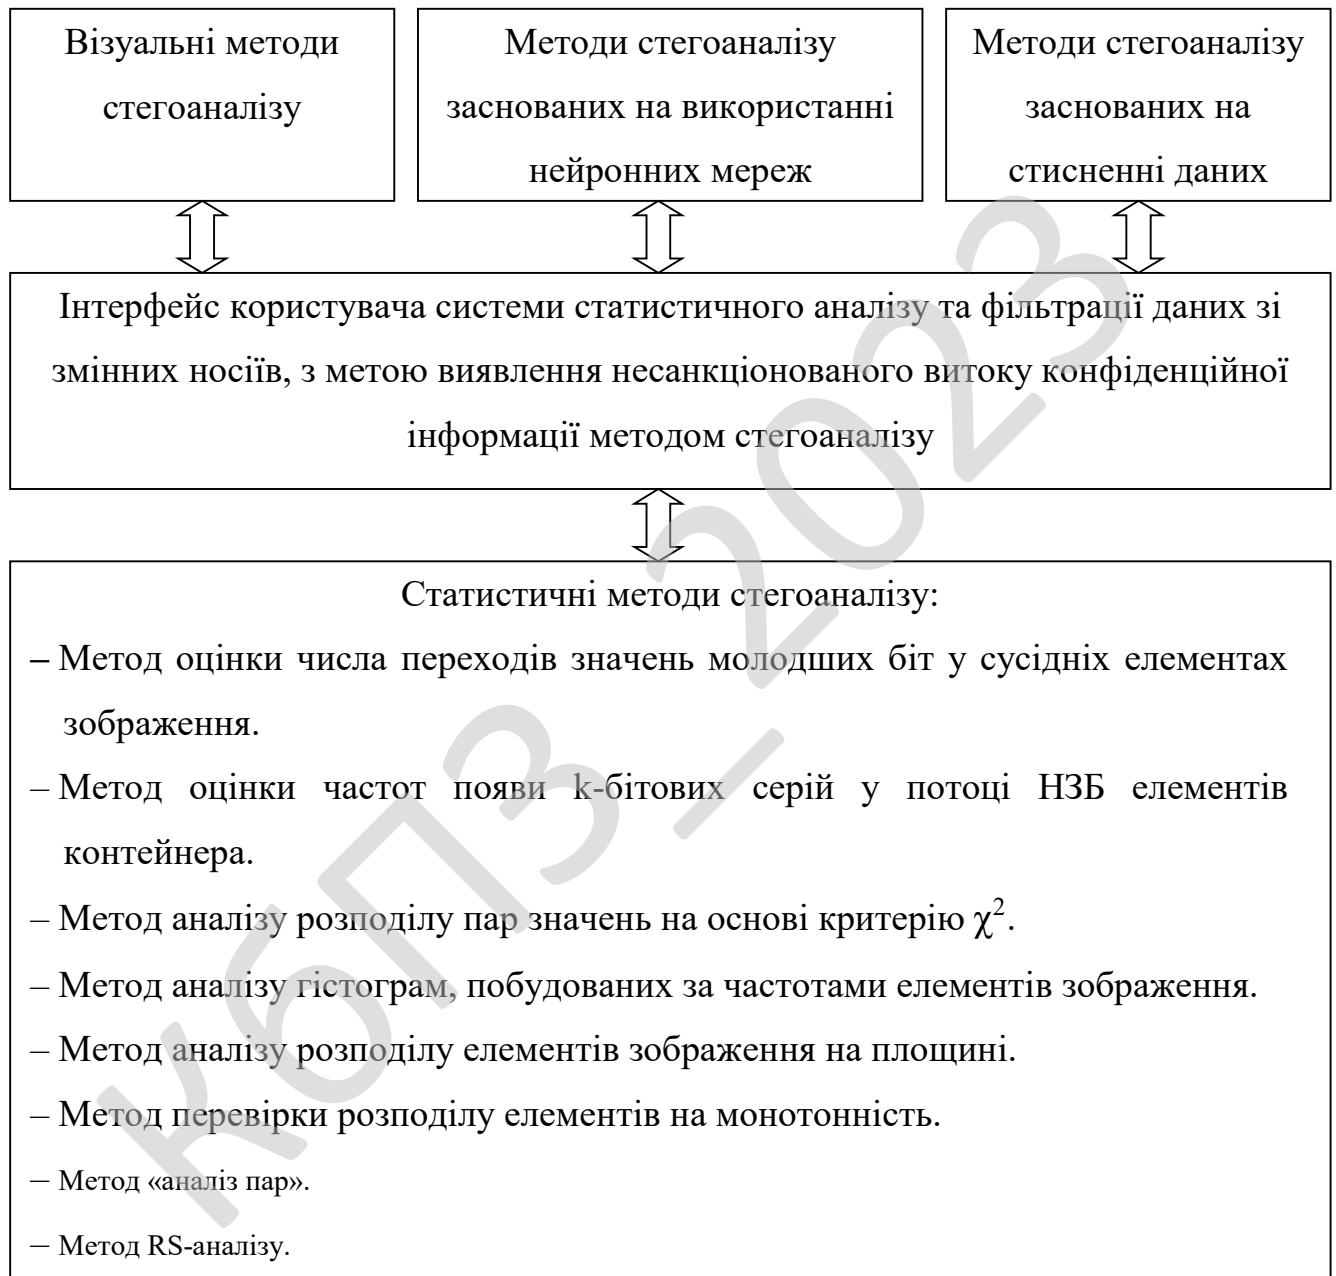 Візуальні методи
стегоаналізу
Методи стегоаналізу
заснованих на використанні
нейронних мереж
Методи стегоаналізу
заснованих на
стисненні даних
Інтерфейс користувача системи статистичного аналізу та фільтрації даних зі
змінних носіїв, з метою виявлення несанкціонованого витоку конфіденційної
інформації методом стегоаналізу
Статистичні методи стегоаналізу:
– Метод оцінки числа переходів значень молодших біт у сусідніх елементах
зображення.
– Метод оцінки частот появи k-бітових серій у потоці НЗБ елементів
контейнера.
– Метод аналізу розподілу пар значень на основі критерію χ².
– Метод аналізу гістограм, побудованих за частотами елементів зображення.
– Метод аналізу розподілу елементів зображення на площині.
– Метод перевірки розподілу елементів на монотонність.
– Метод «аналіз пар».
– Метод RS-аналізу.
КбПЗ_2023